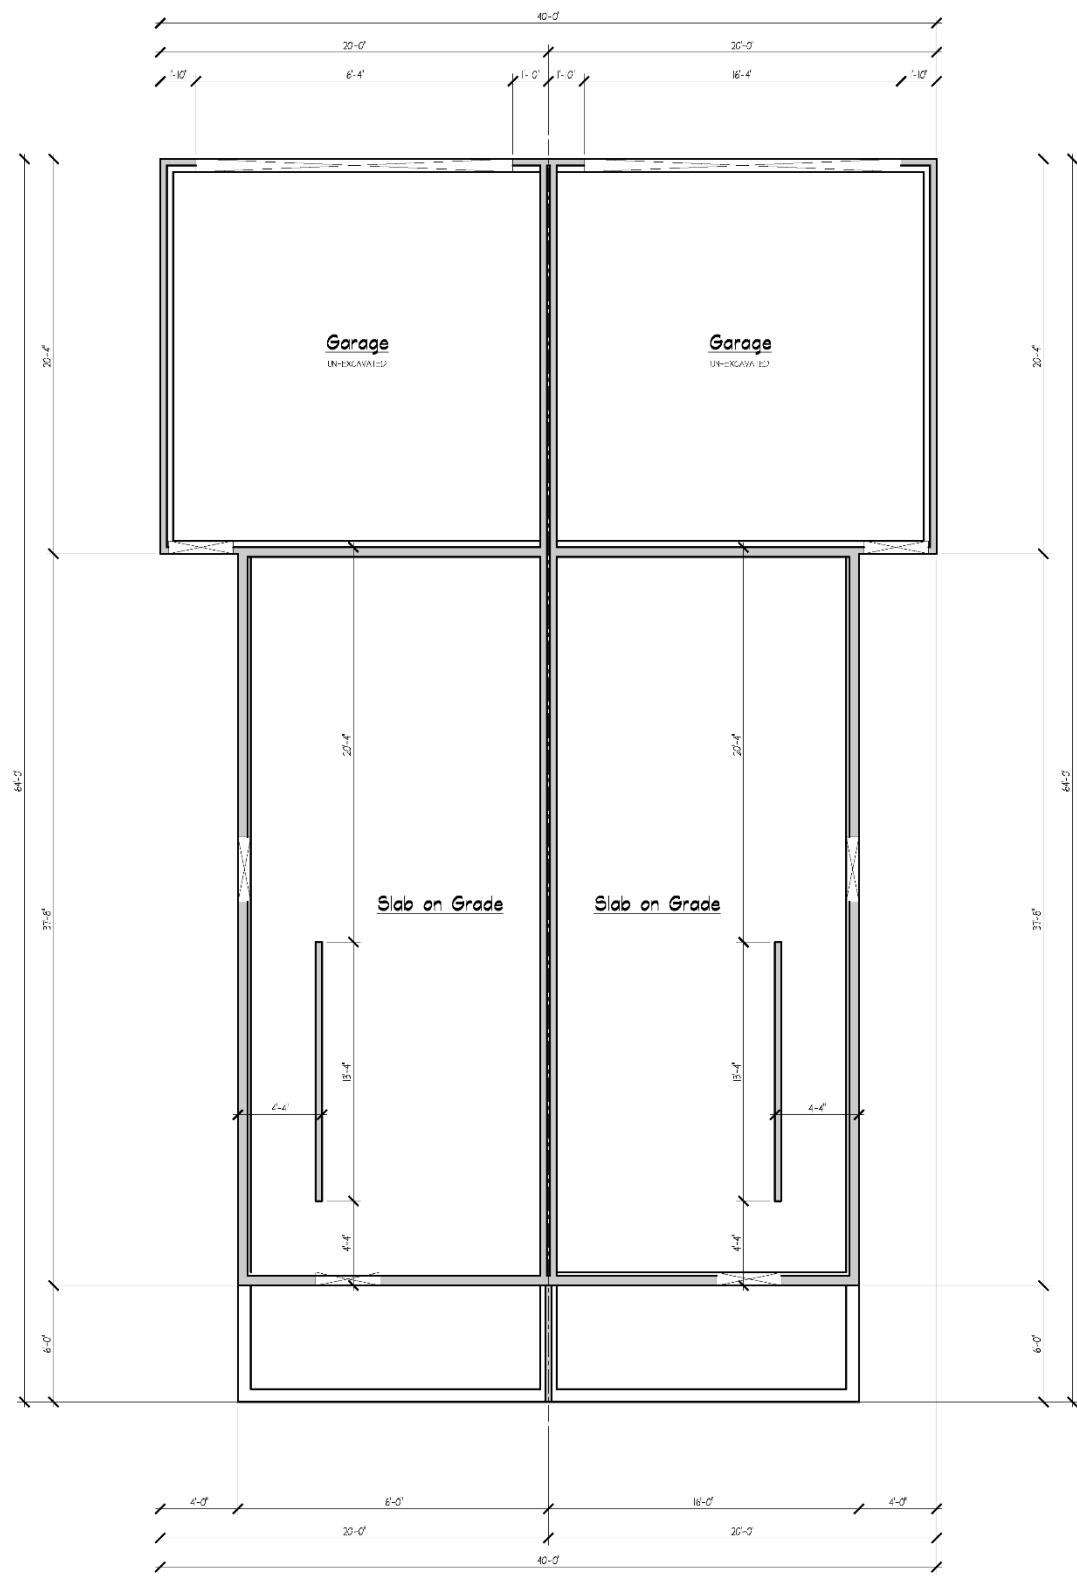 40'-0"
20'-0" 20'-0"
1'-10" 6'-4" 1'-0" 1'-10" 16'-4" 1'-10"
Garage Garage
UN-EXCAVATED UN-EXCAVATED
20'-4" 20'-4"
20'-4" 20'-4"
64'-0" 64'-0"
Slab on Grade Slab on Grade
37'-8" 37'-8"
13'-4" 13'-4"
4'-4" 4'-4"
4'-4" 4'-4"
6'-0" 6'-0"
4'-0" 6'-0" 16'-0" 4'-0"
20'-0" 20'-0"
40'-0"